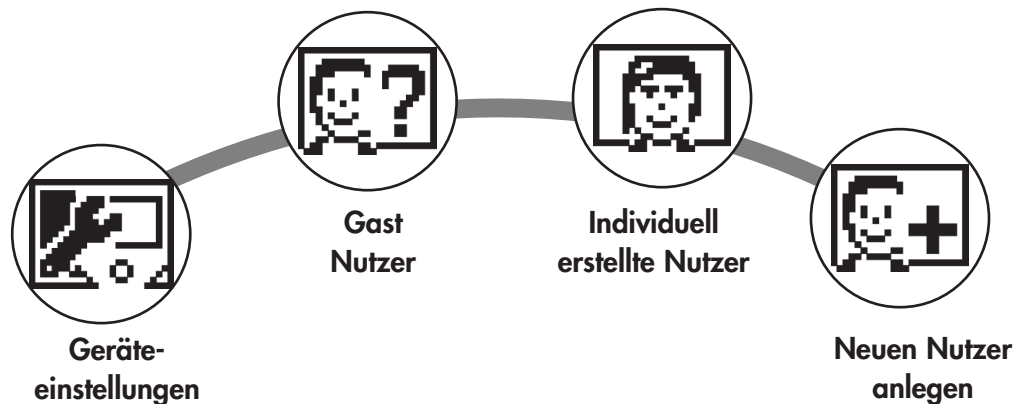 Gast
Nutzer
Individuell
erstellte Nutzer
Geräte-
einstellungen
Neuen Nutzer
anlegen